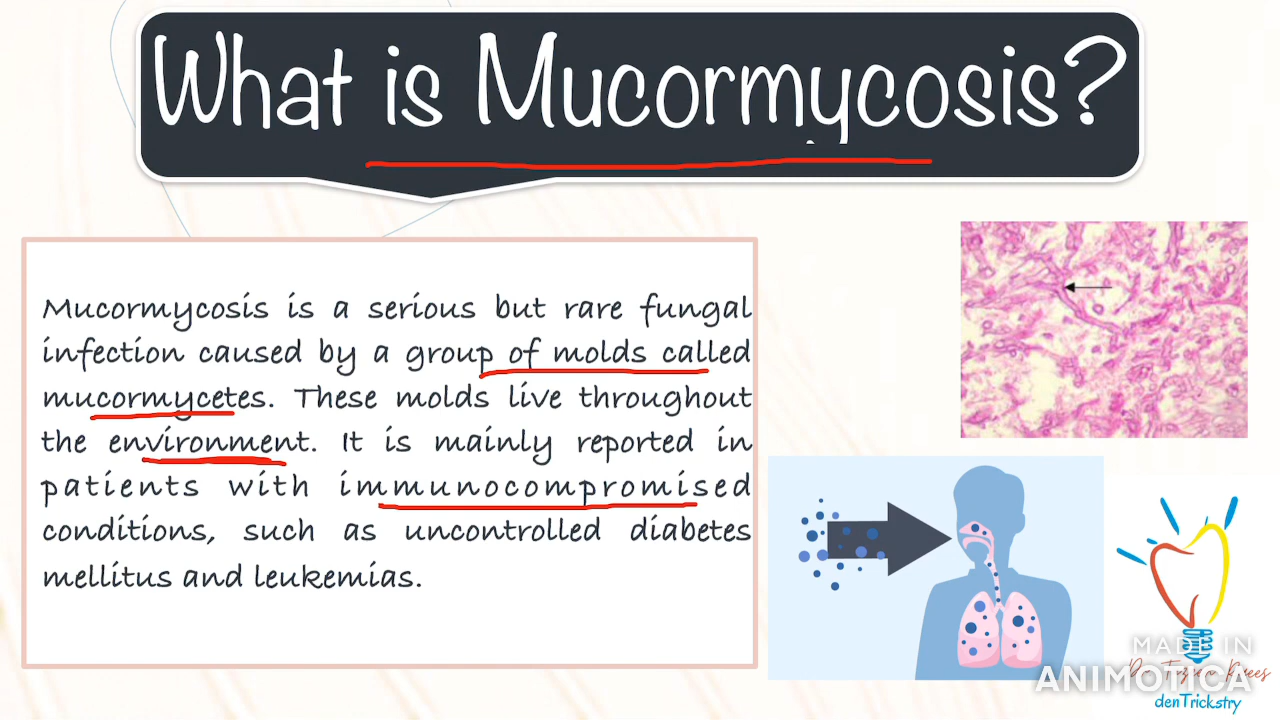 What is Mucormycosis?
Mucormycosis is a serious but rare fungal
infection caused by a group of molds called
mucormycetes. These molds live throughout
the environment. It is mainly reported in
patients with immunocompromised
conditions, such as uncontrolled diabetes
mellitus and leukemias.
MADE IN
ANIMOTICA
denTrickstry